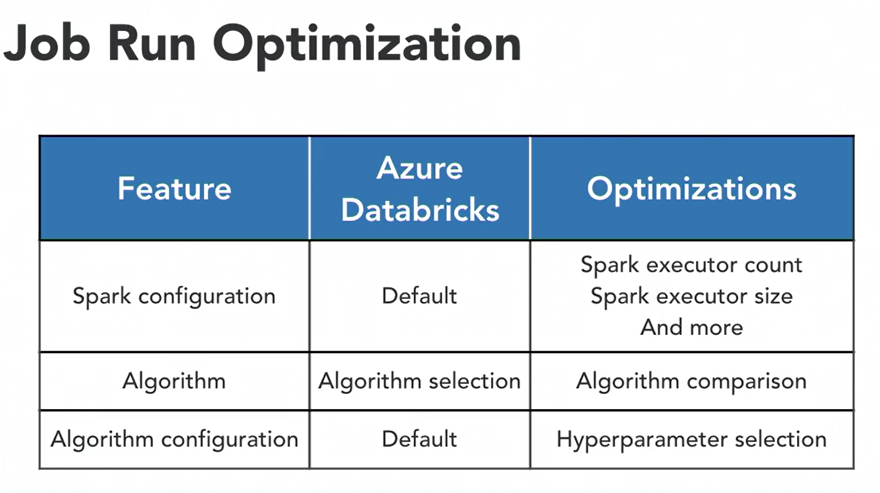 Job Run Optimization
Feature
Azure
Databricks
Optimizations
Spark configuration
Default
Spark executor count
Spark executor size
And more
Algorithm
Algorithm selection
Algorithm comparison
Algorithm configuration
Default
Hyperparameter selection